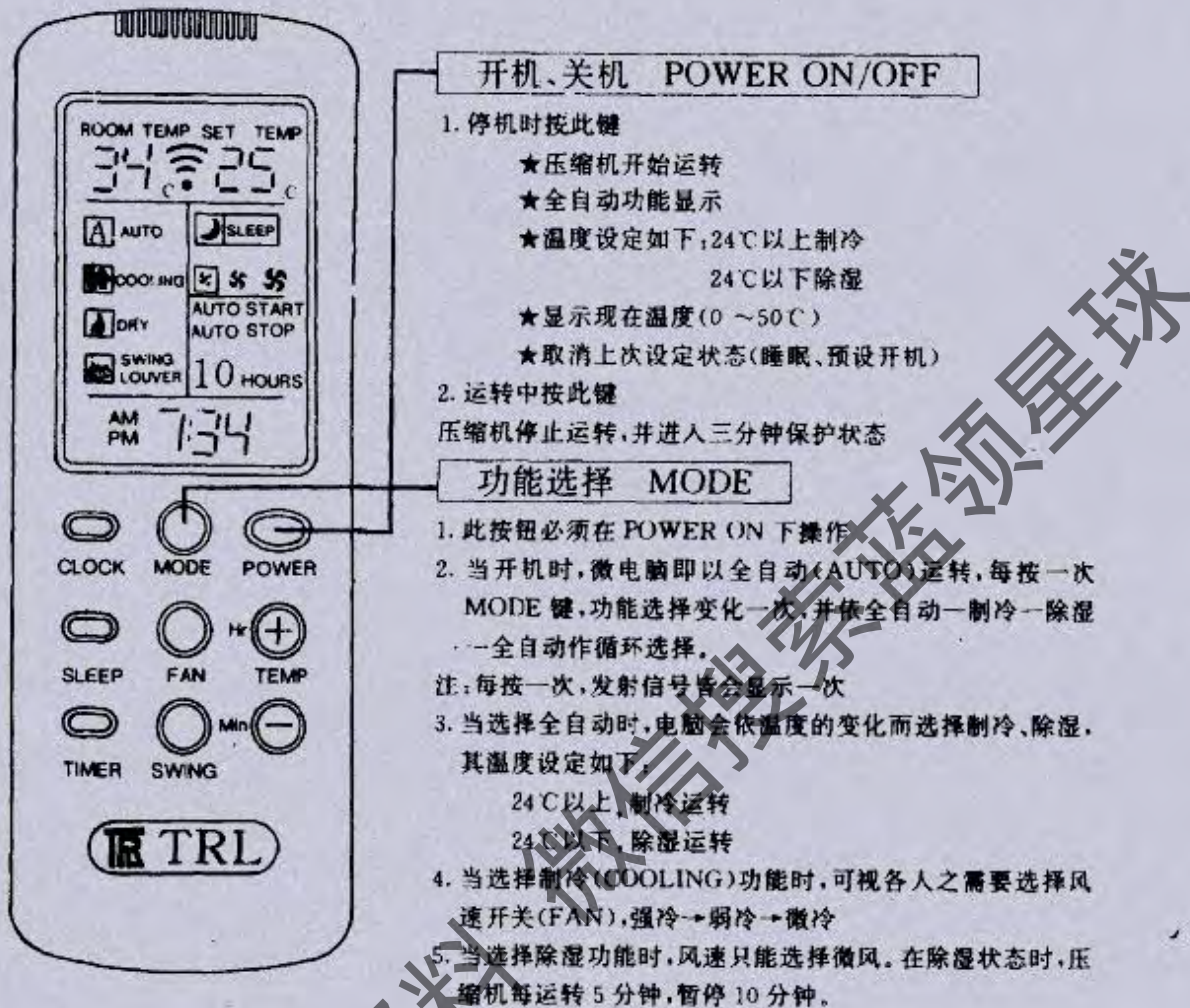 ROOM TEMP SET TEMP
34℃ 25℃
A AUTO
SLEEP
COOLING
AUTO START
DRY
AUTO STOP
SWING
LOUVER
10 HOURS
AM
PM
7:34
CLOCK MODE POWER
Hr
SLEEP FAN TEMP
Min
TIMER SWING
TRL
开机、关机 POWER ON/OFF
1. 停机时按此键
★压缩机开始运转
★全自动功能显示
★温度设定如下:24℃以上制冷
24℃以下除湿
★显示现在温度(0 ~50℃)
★取消上次设定状态(睡眠、预设开机)
2. 运转中按此键
压缩机停止运转,并进入三分钟保护状态
功能选择 MODE
1. 此按钮必须在 POWER ON 下操作
2. 当开机时,微电脑即以全自动(AUTO)运转,每按一次
MODE 键,功能选择变化一次,并依全自动—制冷—除湿
—全自动作循环选择。
注:每按一次,发射信号皆会显示一次
3. 当选择全自动时,电脑会依温度的变化而选择制冷、除湿,
其温度设定如下:
24℃以上,制冷运转
24℃以下,除湿运转
4. 当选择制冷(COOLING)功能时,可视各人之需要选择风
速开关(FAN),强冷→弱冷→微冷
5. 当选择除湿功能时,风速只能选择微风。在除湿状态时,压
缩机每运转 5 分钟,暂停 10 分钟。
料 微信搜索蓝领星球